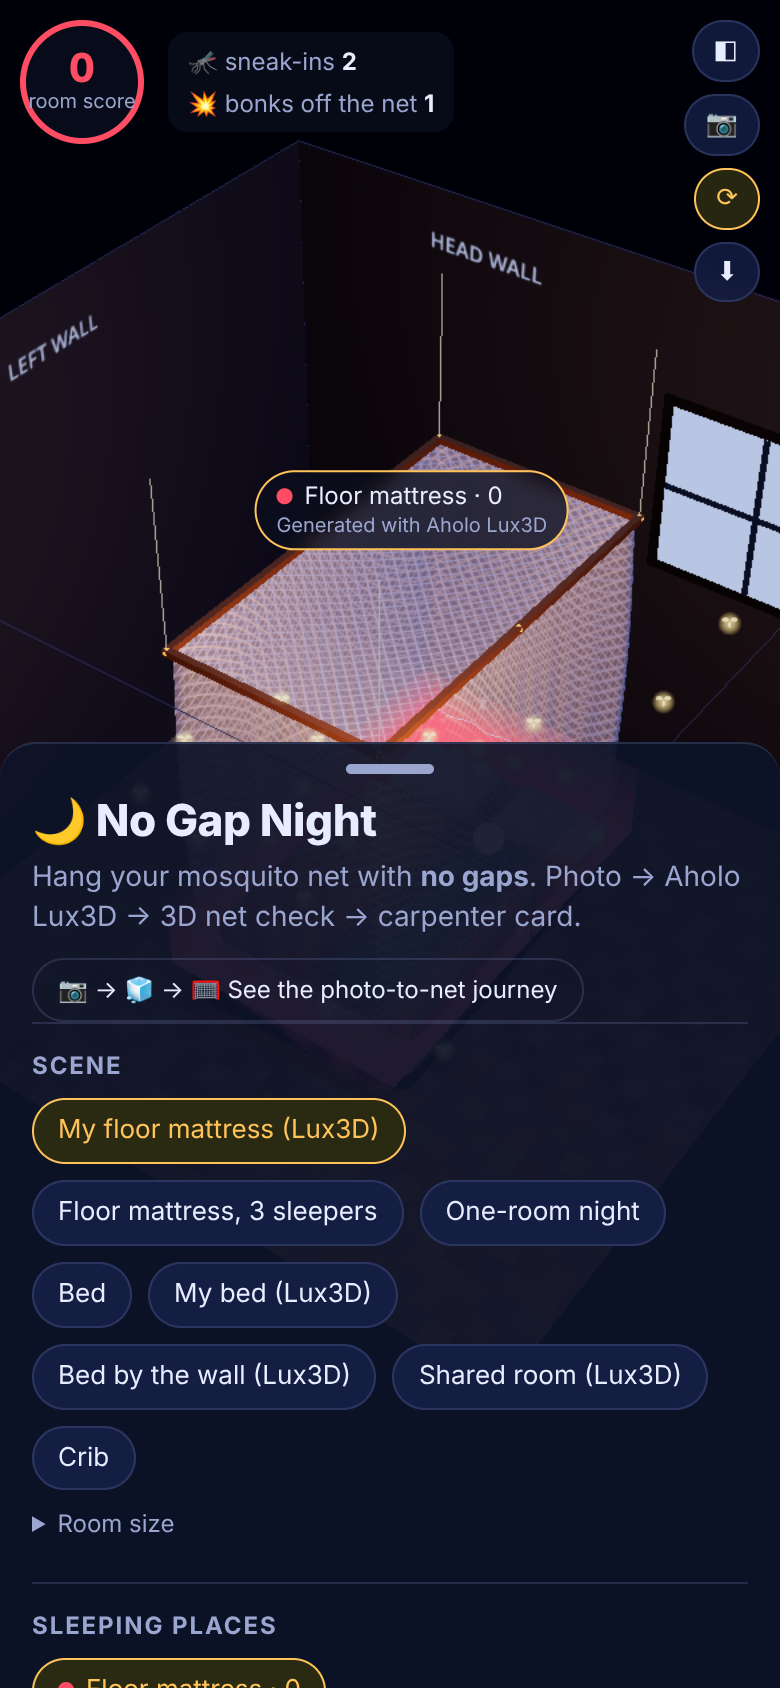 0
room score
🦟 sneak-ins 2
💥 bonks off the net 1
HEAD WALL
LEFT WALL
Floor mattress · 0
Generated with Aholo Lux3D
🌙 No Gap Night
Hang your mosquito net with no gaps. Photo → Aholo
Lux3D → 3D net check → carpenter card.
📷 → 🧊 → 🥅 See the photo-to-net journey
SCENE
My floor mattress (Lux3D)
Floor mattress, 3 sleepers
One-room night
Bed
My bed (Lux3D)
Bed by the wall (Lux3D)
Shared room (Lux3D)
Crib
▶ Room size
SLEEPING PLACES
Floor mattress · 0